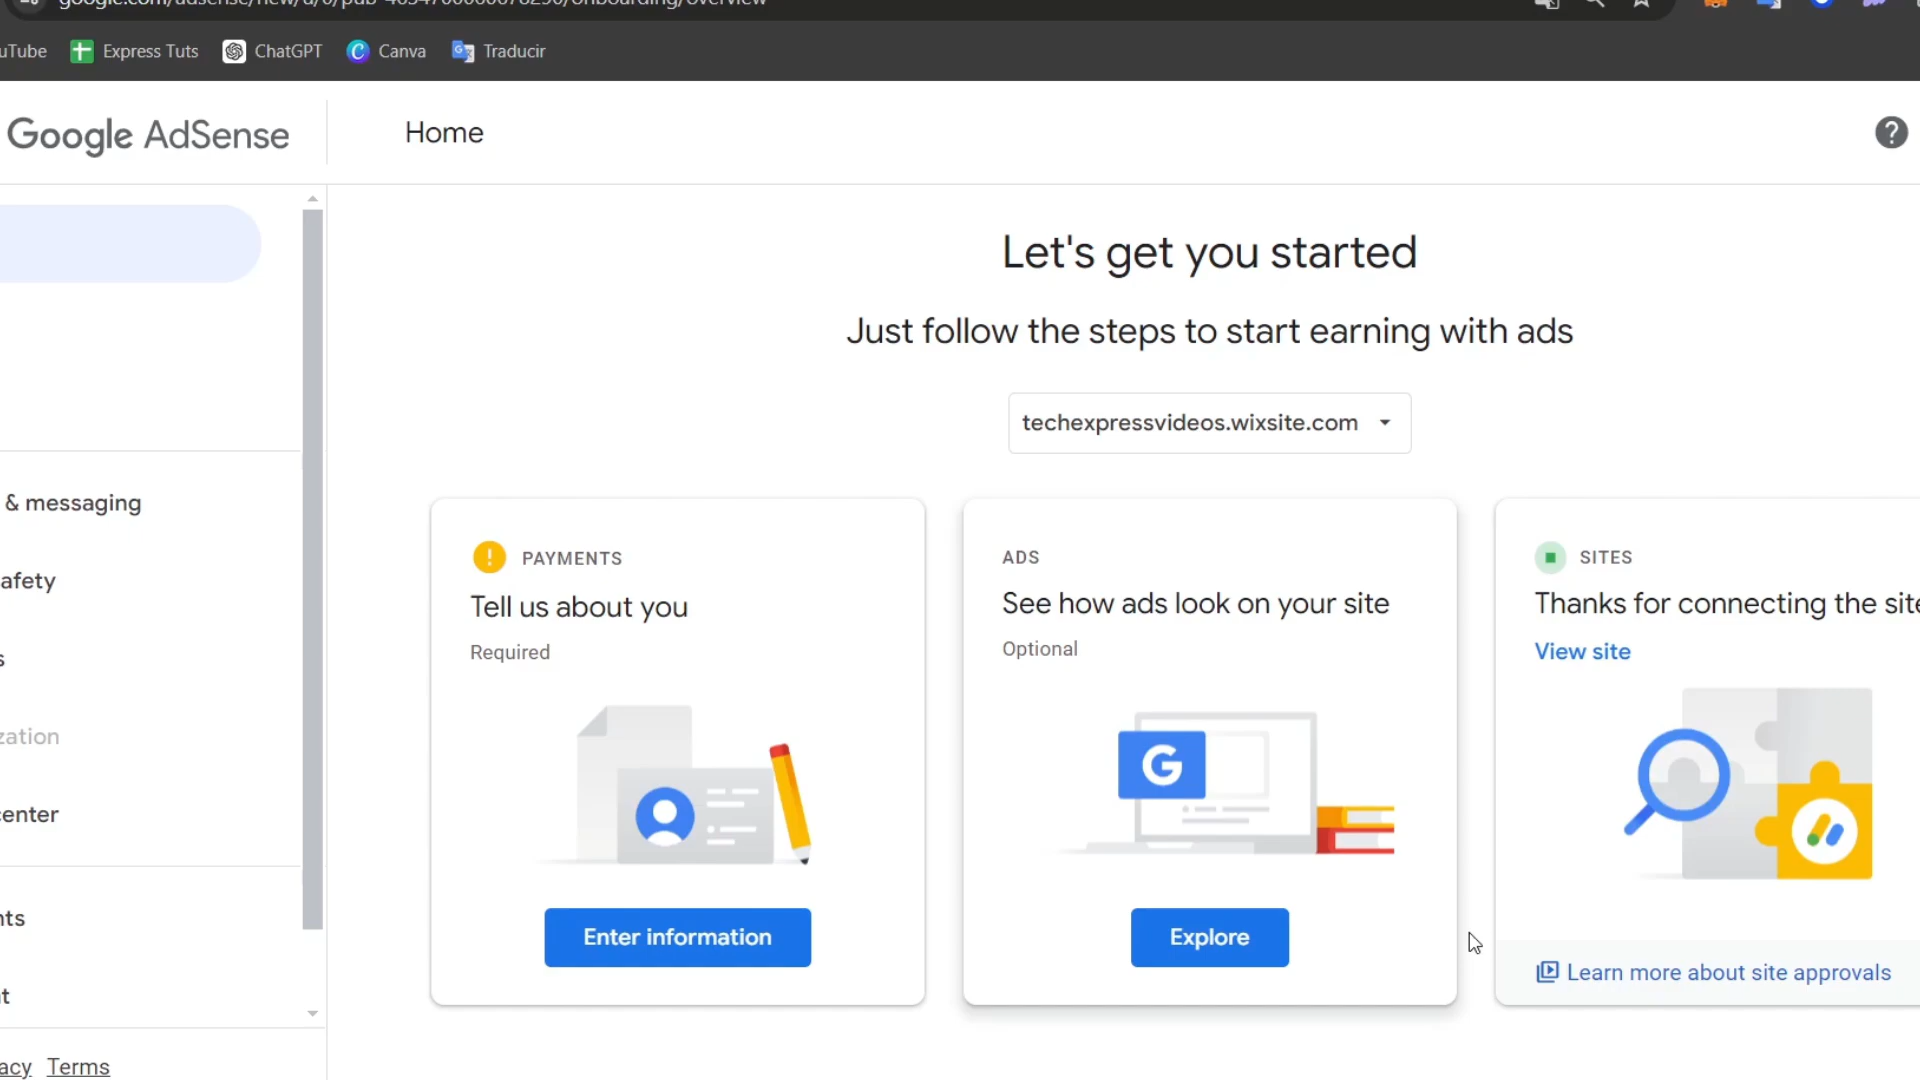 uTube
Express Tuts
ChatGPT
Canva
Traducir
Google AdSense
Home
Let's get you started
Just follow the steps to start earning with ads
techexpressvideos.wixsite.com
& messaging
afety
s
zation
center
nts
t
acy
Terms
PAYMENTS
Tell us about you
Required
Enter information
ADS
See how ads look on your site
Optional
G
Explore
SITES
Thanks for connecting the site
View site
Learn more about site approvals